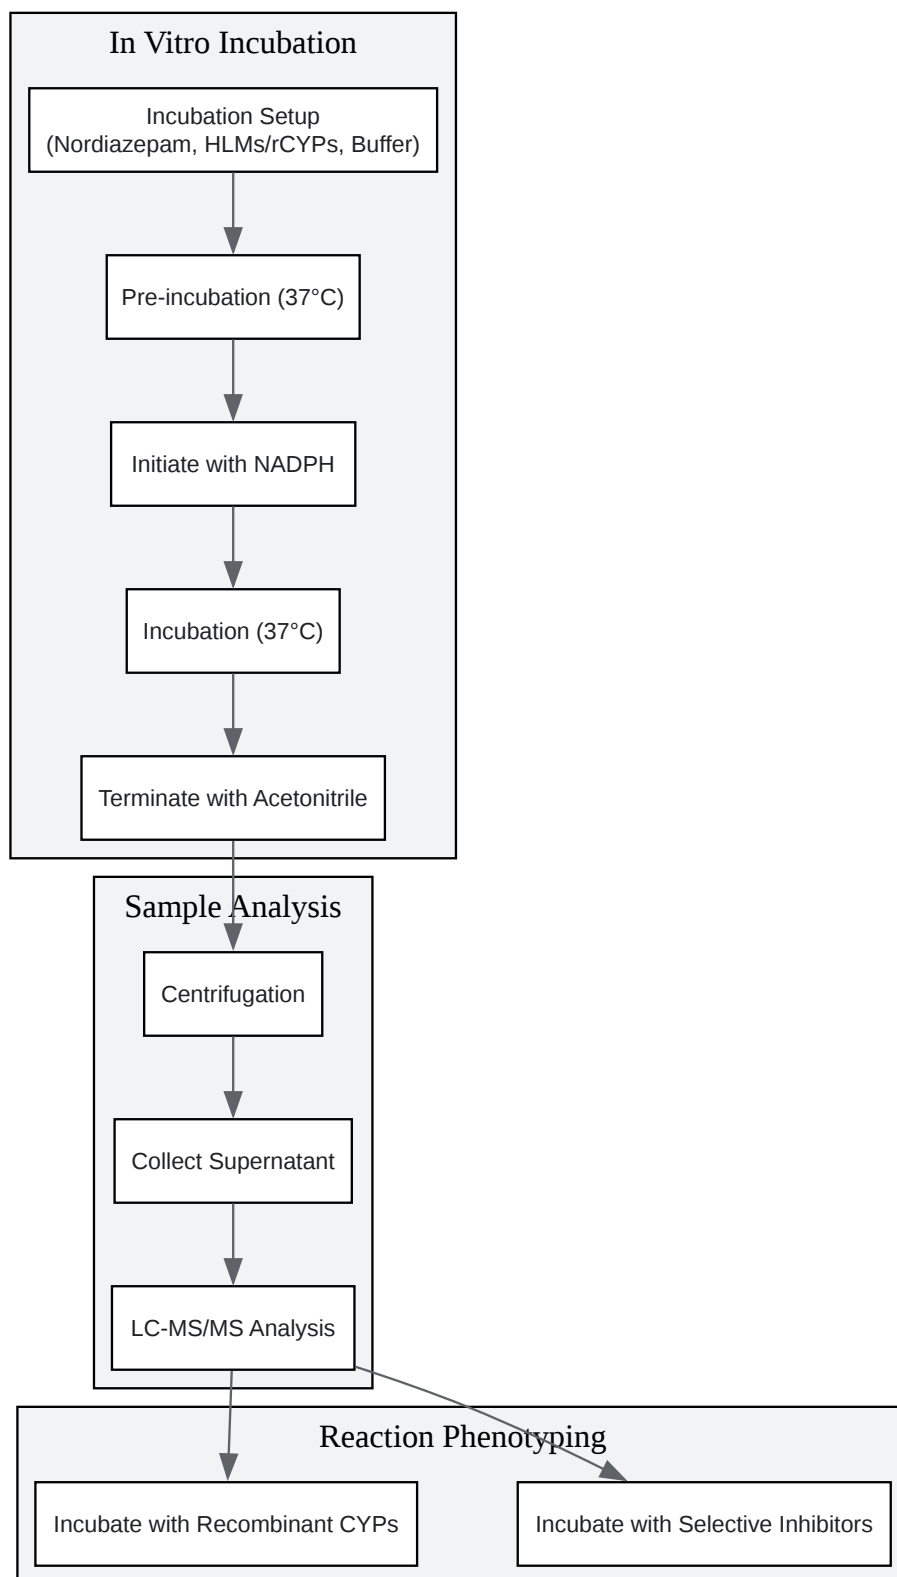 In Vitro Incubation
Incubation Setup
(Nordiazepam, HLMs/rCYPs, Buffer)
Pre-incubation (37°C)
Initiate with NADPH
Incubation (37°C)
Terminate with Acetonitrile
Sample Analysis
Centrifugation
Collect Supernatant
LC-MS/MS Analysis
Reaction Phenotyping
Incubate with Recombinant CYPs
Incubate with Selective Inhibitors